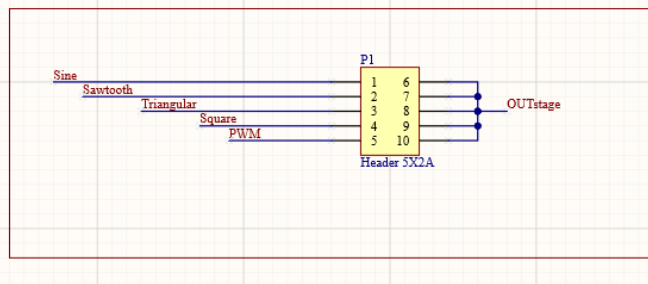 P1
Sine
1 6
Sawtooth
2 7
Triangular
3 8
OUTstage
Square
4 9
PWM
5 10
Header 5X2A